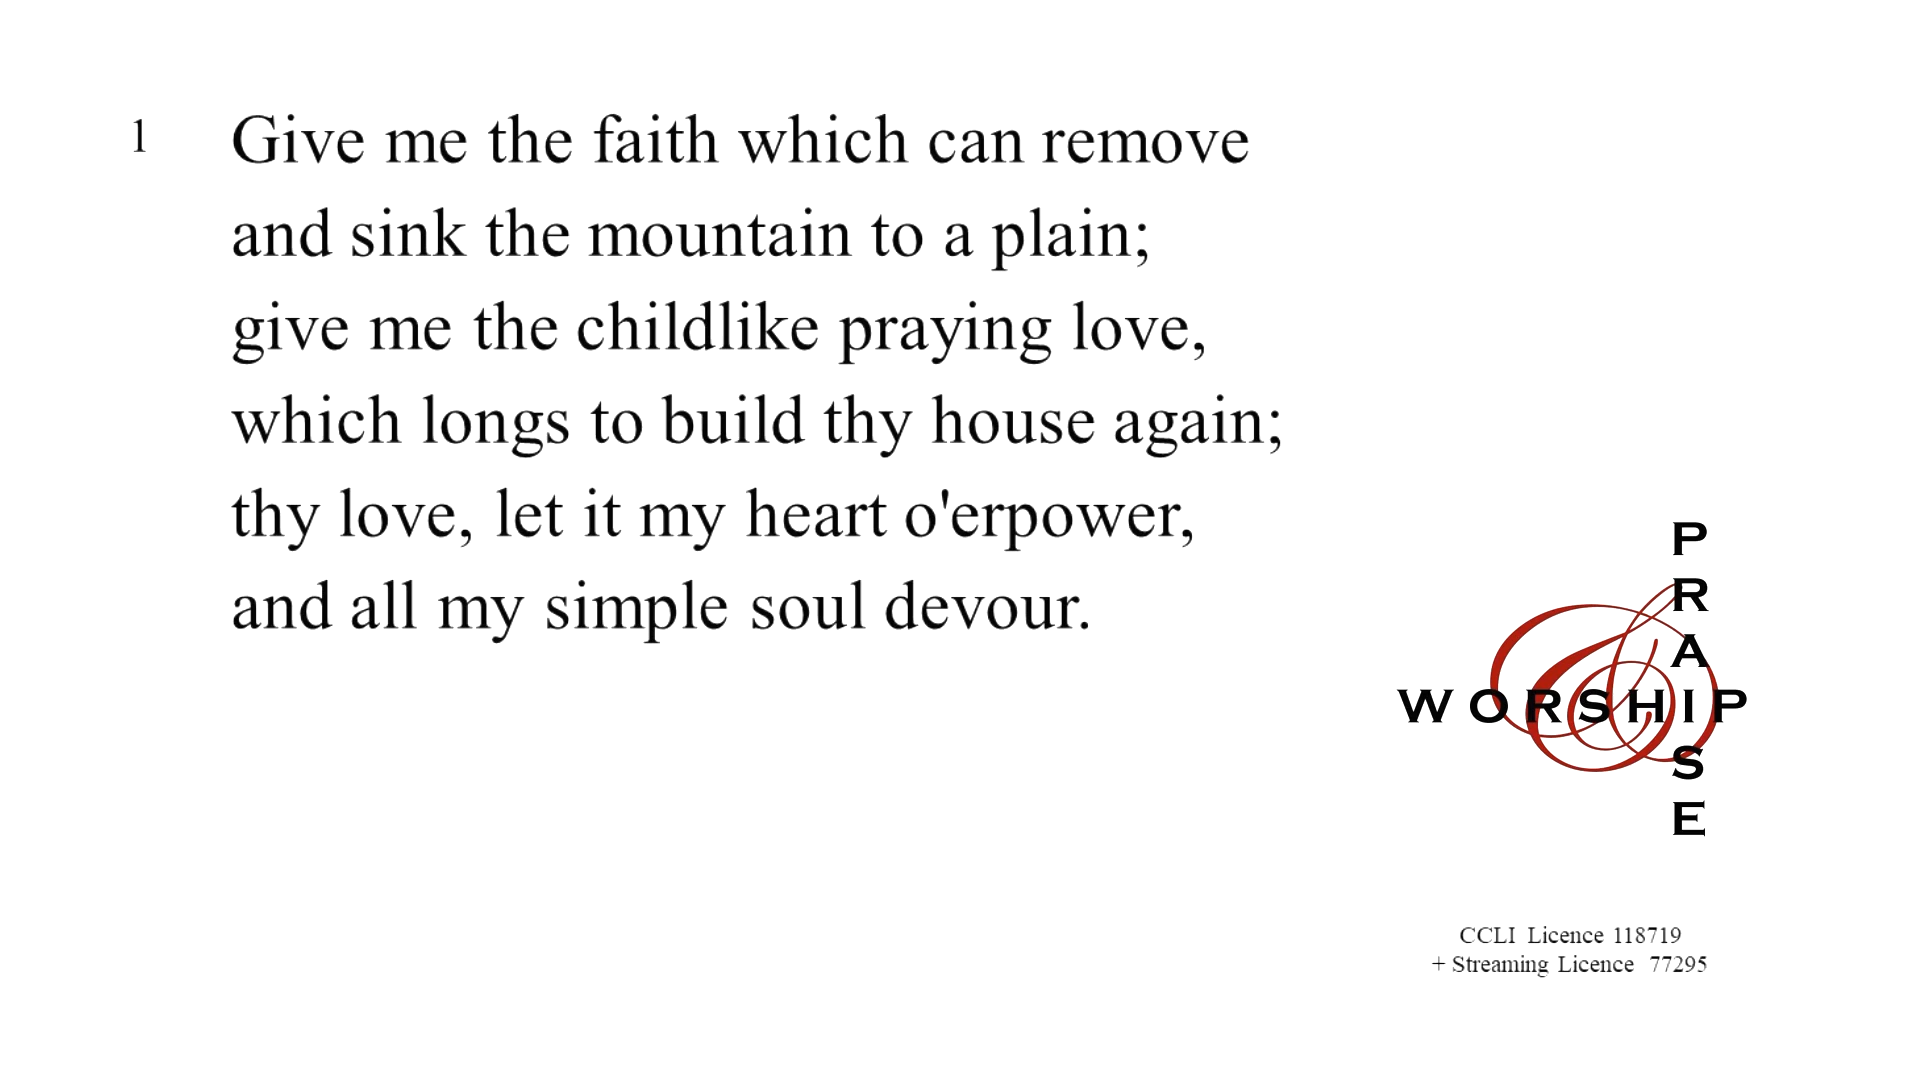 1 Give me the faith which can remove
and sink the mountain to a plain;
give me the childlike praying love,
which longs to build thy house again;
thy love, let it my heart o'erpower,
and all my simple soul devour.
PRAISE
&
WORSHIP
CCLI Licence 118719
+ Streaming Licence 77295